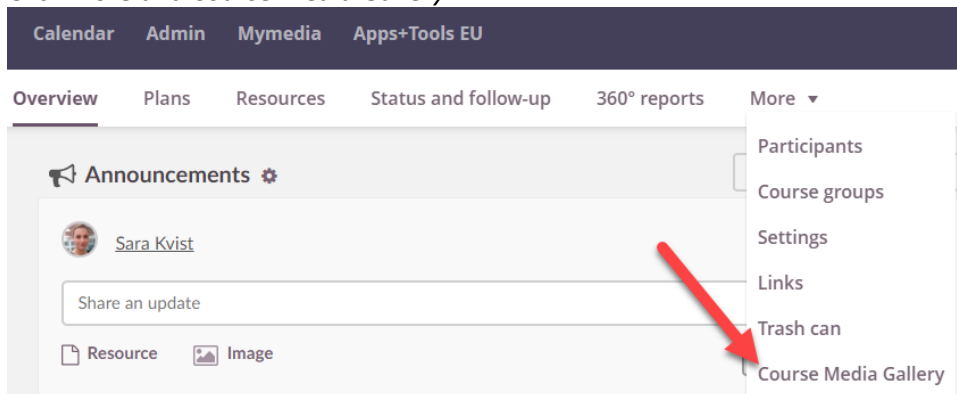 Calendar Admin Mymedia Apps+Tools EU
Overview Plans Resources Status and follow-up 360° reports More
Participants
Announcements
Course groups
Sara Kvist
Settings
Links
Share an update
Trash can
Resource Image
Course Media Gallery